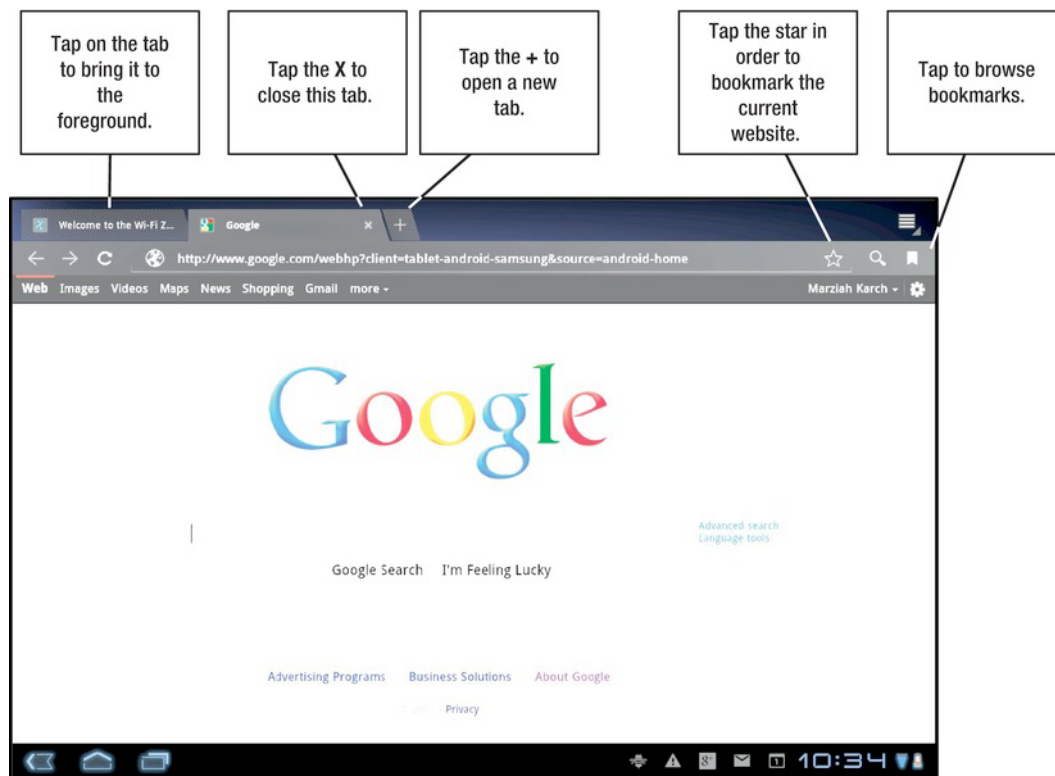 Tap on the tab
to bring it to
the
foreground.
Tap the X to
close this tab.
Tap the + to
open a new
tab.
Tap the star in
order to
bookmark the
current
website.
Tap to browse
bookmarks.
Welcome to the Wi-Fi Z...
Google
http://www.google.com/webhp?client=tablet-android-samsung&source=android-home
Web Images Videos Maps News Shopping Gmail more
Marziah Karch
Google
Advanced search
Language tools
Google Search I'm Feeling Lucky
Advertising Programs Business Solutions About Google
Privacy
8+ 1 10:34